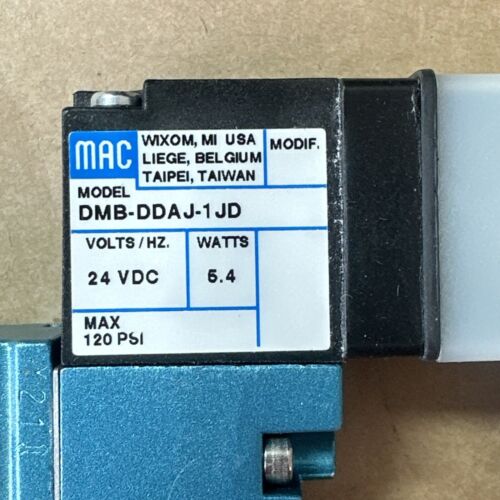 MAC
WIXOM, MI USA
LIEGE, BELGIUM
TAIPEI, TAIWAN
MODIF.
MODEL
DMB-DDAJ-1JD
VOLTS/HZ.
WATTS
24 VDC
5.4
MAX
120 PSI